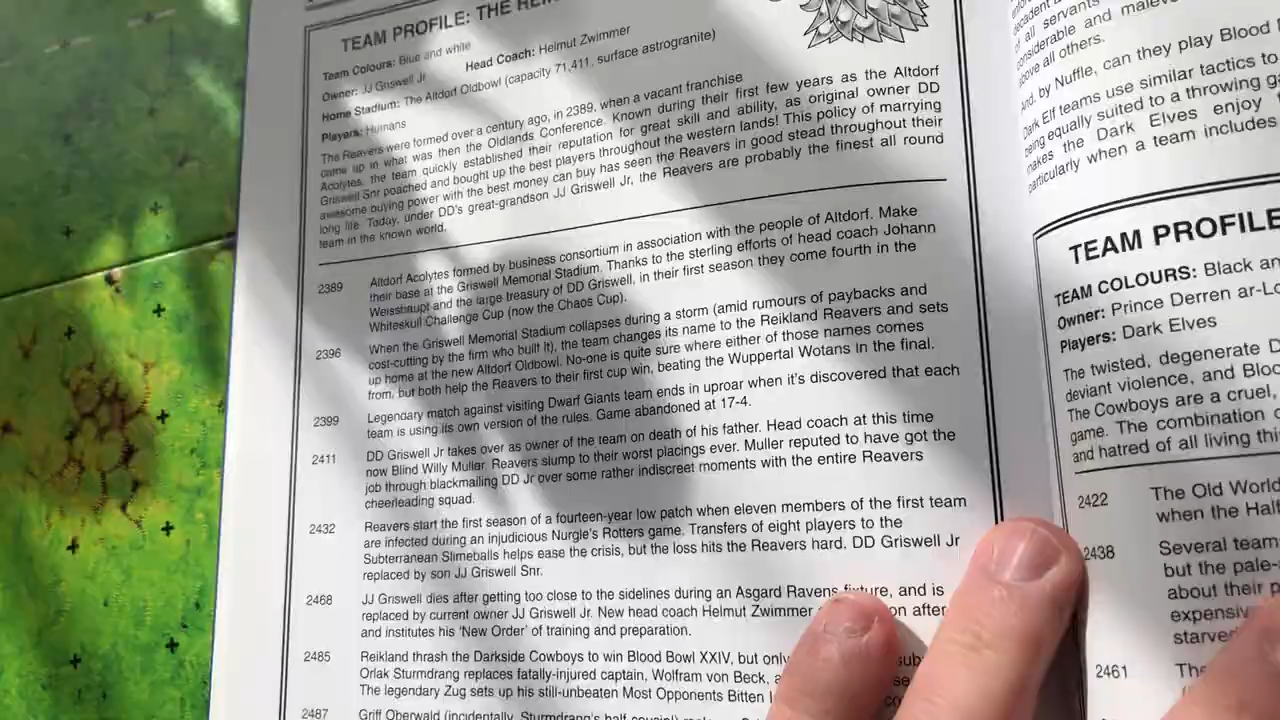 TEAM PROFILE: THE REI
Team Colours: Blue and white
Head Coach: Helmut Zwimmer
Owner: JJ Griswell Jr
Home Stadium: The Altdorf Oldbowl (capacity 71,411, surface astrogranite)
Players: Humans
The Reavers were formed over a century ago, in 2389, when a vacant franchise
came up in what was then the Oldlands Conference. Known during their first few years as the Altdorf
Acolytes, the team quickly established their reputation for great skill and ability, as original owner DD
Griswell Snr poached and bought up the best players throughout the western lands! This policy of marrying
awesome buying power with the best money can buy has seen the Reavers in good stead throughout their
long life. Today, under DD's great-grandson JJ Griswell Jr, the Reavers are probably the finest all round
team in the known world.
2389 Altdorf Acolytes formed by business consortium in association with the people of Altdorf. Make
their base at the Griswell Memorial Stadium. Thanks to the sterling efforts of head coach Johann
Weisshaupt and the large treasury of DD Griswell, in their first season they come fourth in the
Whiteskull Challenge Cup (now the Chaos Cup).
2396 When the Griswell Memorial Stadium collapses during a storm (amid rumours of paybacks and
cost-cutting by the firm who built it), the team changes its name to the Reikland Reavers and sets
up home at the new Altdorf Oldbowl. No-one is quite sure where either of those names comes
from, but both help the Reavers to their first cup win, beating the Wuppertal Wotans in the final.
2399 Legendary match against visiting Dwarf Giants team ends in uproar when it's discovered that each
team is using its own version of the rules. Game abandoned at 17-4.
2411 DD Griswell Jr takes over as owner of the team on death of his father. Head coach at this time
now Blind Willy Muller. Reavers slump to their worst placings ever. Muller reputed to have got the
job through blackmailing DD Jr over some rather indiscreet moments with the entire Reavers
cheerleading squad.
2432 Reavers start the first season of a fourteen-year low patch when eleven members of the first team
are infected during an injudicious Nurgle's Rotters game. Transfers of eight players to the
Subterranean Slimeballs helps ease the crisis, but the loss hits the Reavers hard. DD Griswell Jr
replaced by son JJ Griswell Snr.
2468 JJ Griswell dies after getting too close to the sidelines during an Asgard Ravens fixture, and is
replaced by current owner JJ Griswell Jr. New head coach Helmut Zwimmer on after
and institutes his 'New Order' of training and preparation.
2485 Reikland thrash the Darkside Cowboys to win Blood Bowl XXIV, but only sub
Orlak Sturmdrang replaces fatally-injured captain, Wolfram von Beck, a se
The legendary Zug sets up his still-unbeaten Most Opponents Bitten I co
2487 Griff Oberwald (incidentally, Sturmdrang's half-cousin)
decadent
of all servants
considerable and malev
above all others.
And, by Nuffle, can they play Blood
Dark Elf teams use similar tactics to
being equally suited to a throwing g
makes the Dark Elves enjoy
particularly when a team includes
TEAM PROFILE
TEAM COLOURS: Black an
Owner: Prince Derren ar-Lo
Players: Dark Elves
The twisted, degenerate D
deviant violence, and Bloo
The Cowboys are a cruel,
game. The combination
and hatred of all living thi
2422 The Old World
when the Half
2438 Several team
but the pale-
about their p
expensiv
starved
2461 The